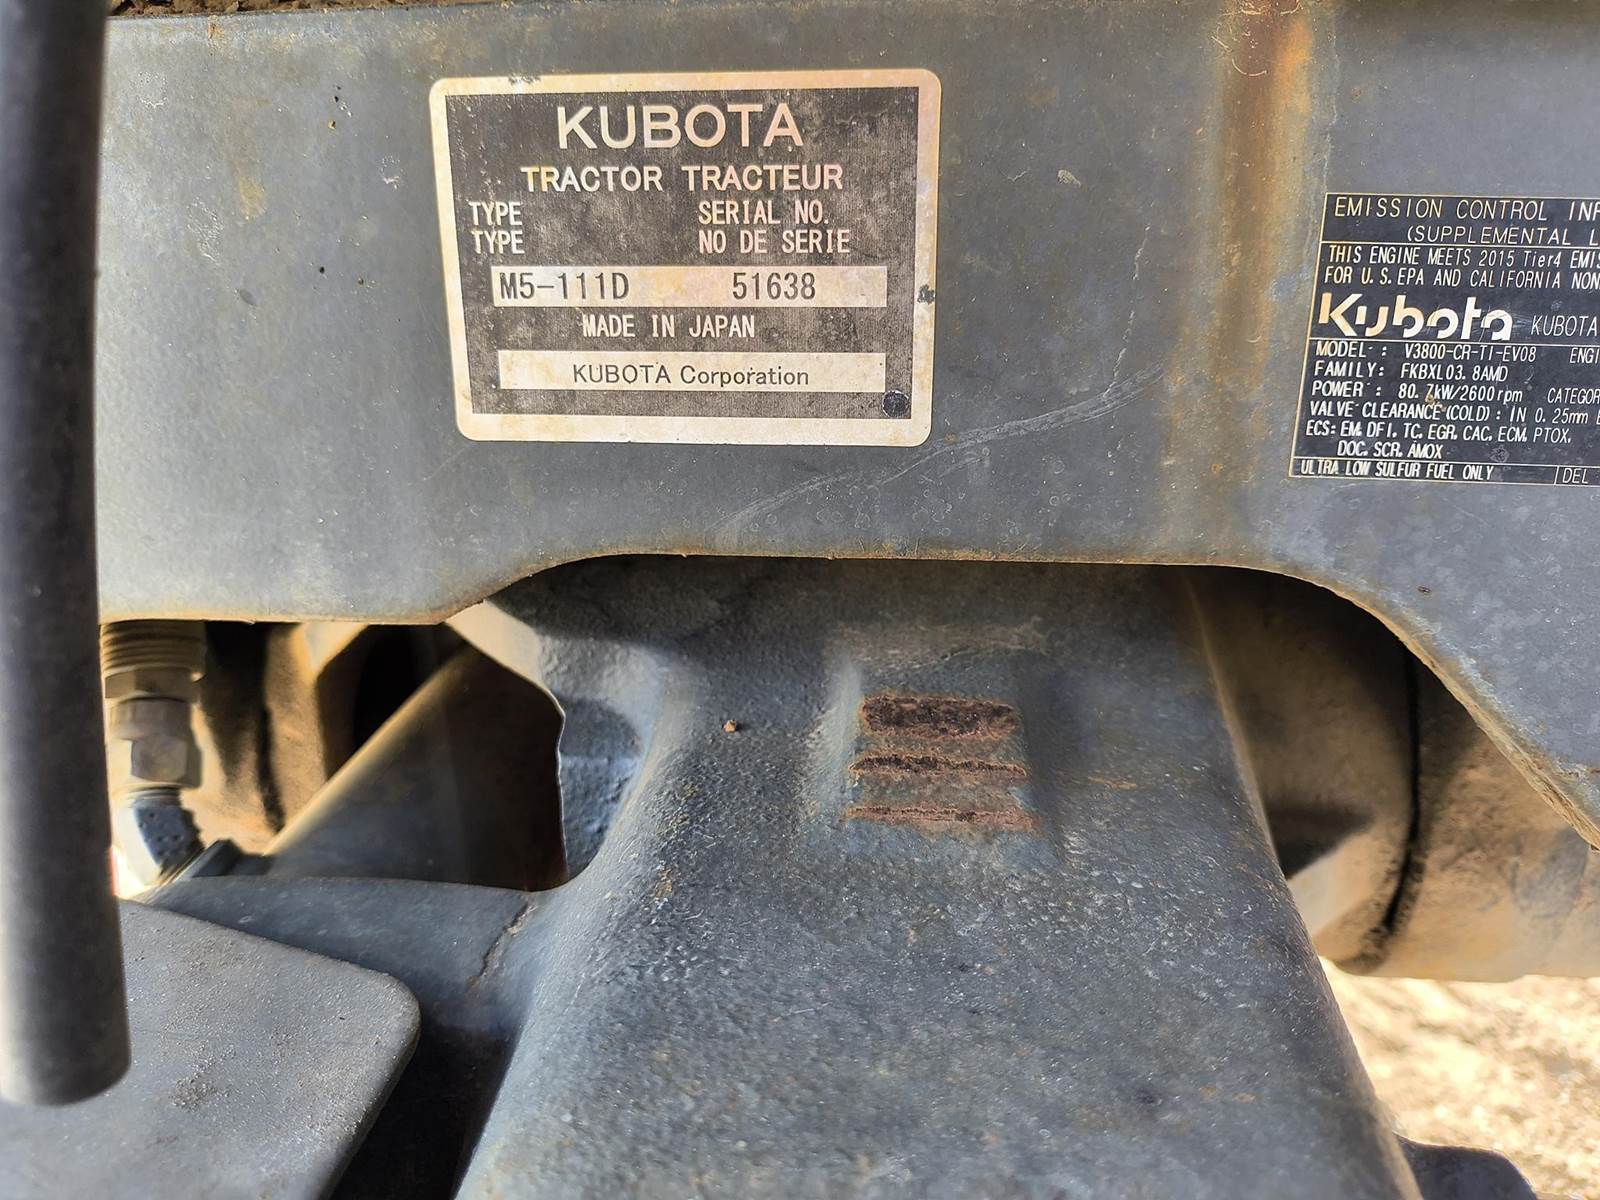 KUBOTA
TRACTOR TRACTEUR
TYPE SERIAL NO.
TYPE NO DE SERIE
M5-111D 51638
MADE IN JAPAN
KUBOTA Corporation
EMISSION CONTROL
(SUPPLEMENTAL
THIS ENGINE MEETS 2015 Tier4
FOR U.S. EPA AND CALIFORNIA
Kubota KUBOTA
MODEL : V3800-CR-TI-EV08
FAMILY: FKBXL03.8AMD
POWER : 80.7kW/2600rpm
VALVE CLEARANCE(COLD): IN 0.25mm
ECS: EM, DFI, TC, EGR, CAC, ECM, PTOX,
DOC, SCR, AMOX
ULTRA LOW SULFUR FUEL ONLY